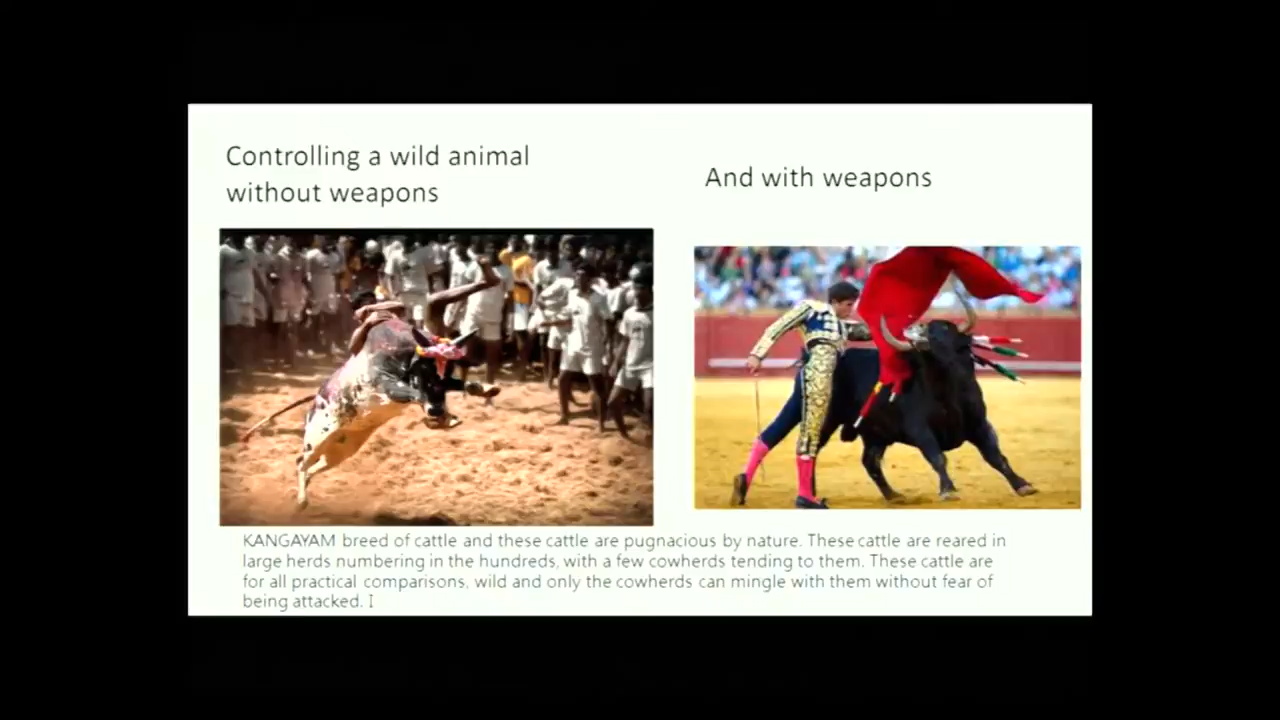 Controlling a wild animal
without weapons
And with weapons
KANGAYAM breed of cattle and these cattle are pugnacious by nature. These cattle are reared in
large herds numbering in the hundreds, with a few cowherds tending to them. These cattle are
for all practical comparisons, wild and only the cowherds can mingle with them without fear of
being attacked. I